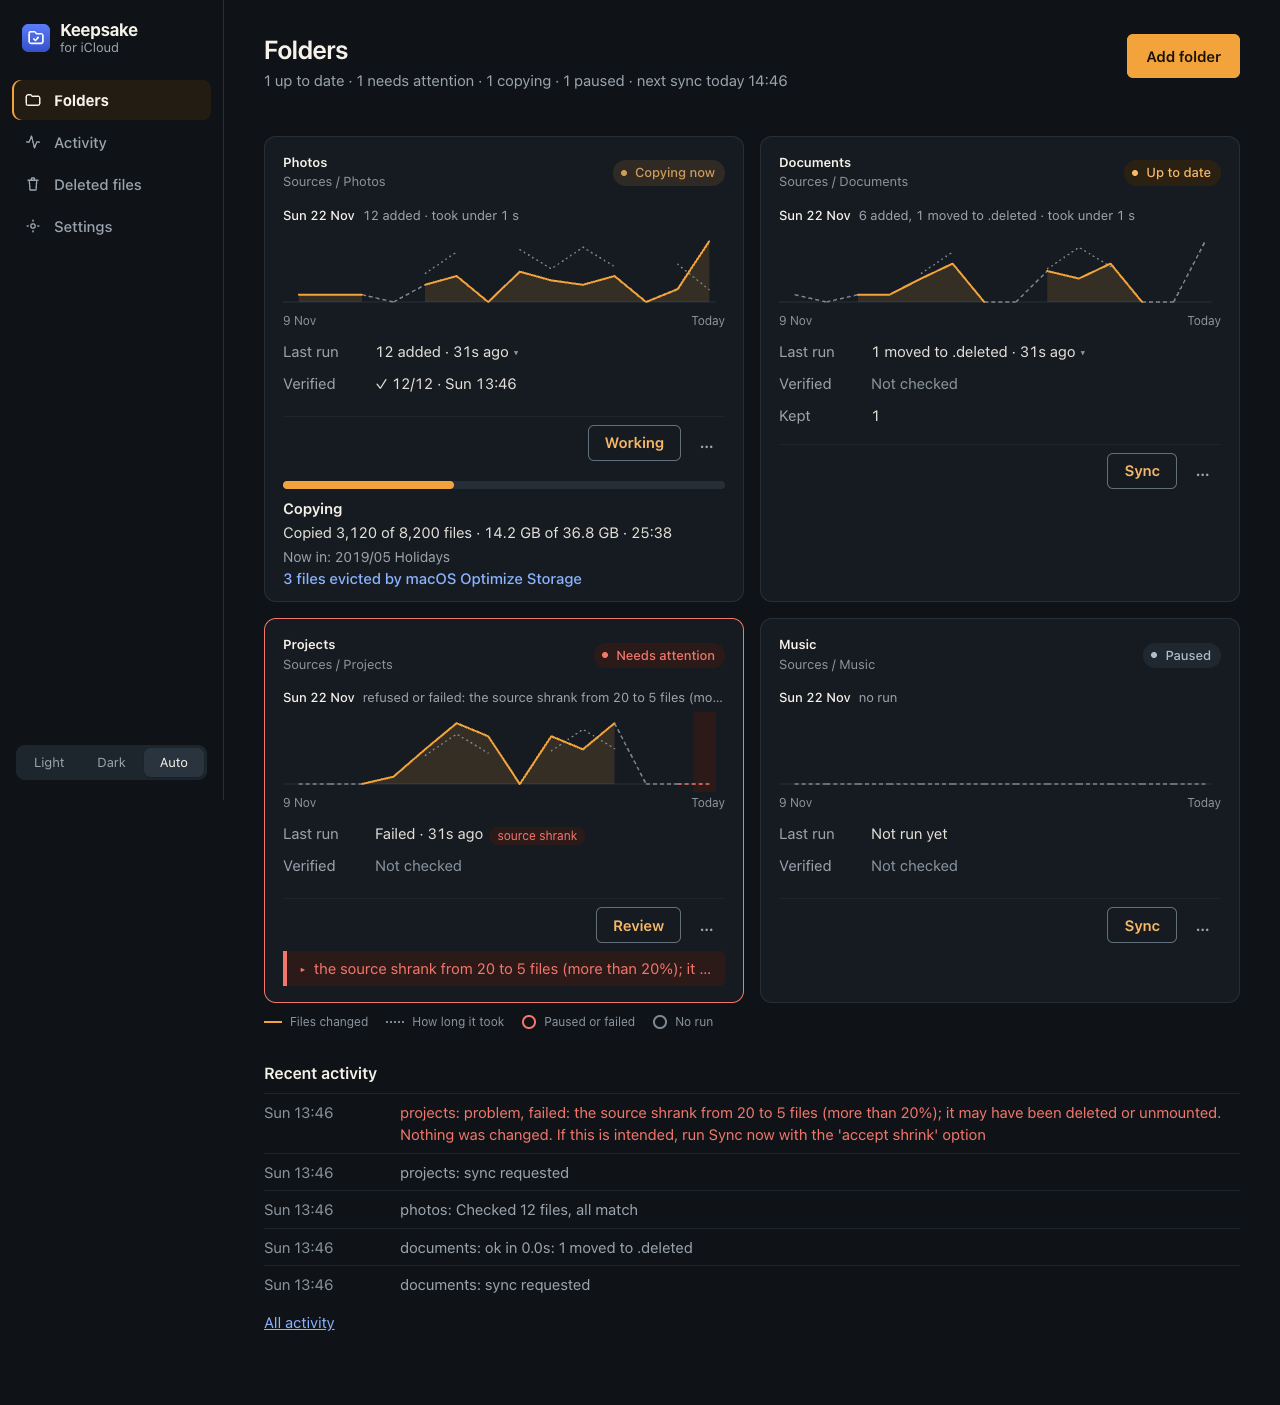 Keepsake
for iCloud
Folders
Activity
Deleted files
Settings
Light Dark Auto
Folders
1 up to date · 1 needs attention · 1 copying · 1 paused · next sync today 14:46
Add folder
Photos
Sources / Photos
Copying now
Sun 22 Nov 12 added · took under 1 s
9 Nov Today
Last run 12 added · 31s ago ▾
Verified ✓ 12/12 · Sun 13:46
Working ...
Copying
Copied 3,120 of 8,200 files · 14.2 GB of 36.8 GB · 25:38
Now in: 2019/05 Holidays
3 files evicted by macOS Optimize Storage
Documents
Sources / Documents
Up to date
Sun 22 Nov 6 added, 1 moved to .deleted · took under 1 s
9 Nov Today
Last run 1 moved to .deleted · 31s ago ▾
Verified Not checked
Kept 1
Sync ...
Projects
Sources / Projects
Needs attention
Sun 22 Nov refused or failed: the source shrank from 20 to 5 files (mo...
9 Nov Today
Last run Failed · 31s ago source shrank
Verified Not checked
Review ...
▸ the source shrank from 20 to 5 files (more than 20%); it ...
Music
Sources / Music
Paused
Sun 22 Nov no run
9 Nov Today
Last run Not run yet
Verified Not checked
Sync ...
Files changed How long it took Paused or failed No run
Recent activity
Sun 13:46 projects: problem, failed: the source shrank from 20 to 5 files (more than 20%); it may have been deleted or unmounted.
Nothing was changed. If this is intended, run Sync now with the 'accept shrink' option
Sun 13:46 projects: sync requested
Sun 13:46 photos: Checked 12 files, all match
Sun 13:46 documents: ok in 0.0s: 1 moved to .deleted
Sun 13:46 documents: sync requested
All activity